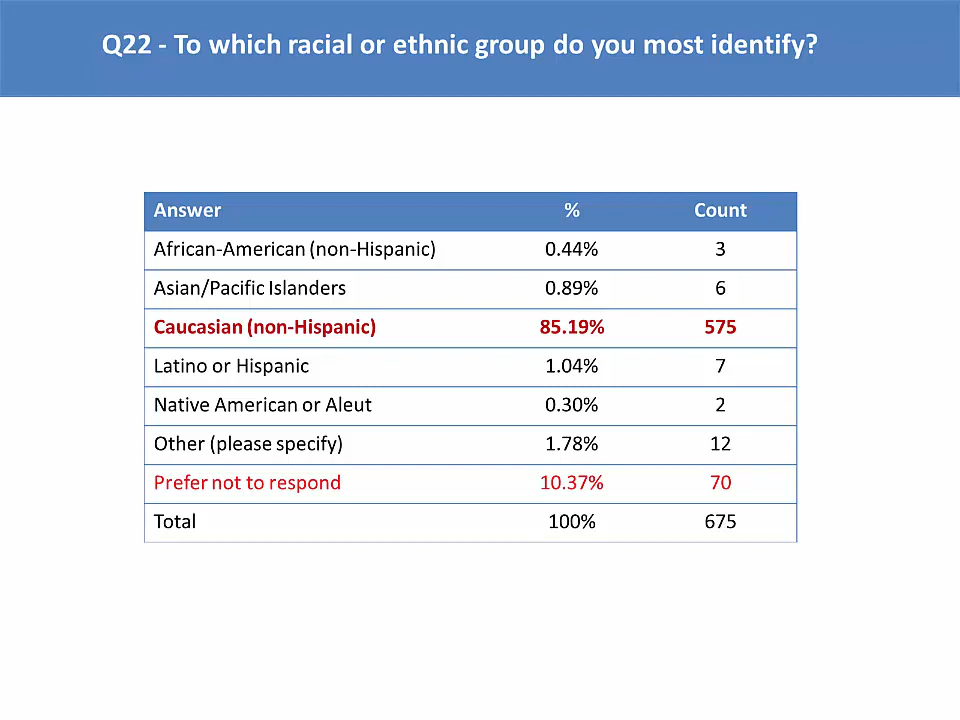 Q22 - To which racial or ethnic group do you most identify?
Answer % Count
African-American (non-Hispanic) 0.44% 3
Asian/Pacific Islanders 0.89% 6
Caucasian (non-Hispanic) 85.19% 575
Latino or Hispanic 1.04% 7
Native American or Aleut 0.30% 2
Other (please specify) 1.78% 12
Prefer not to respond 10.37% 70
Total 100% 675